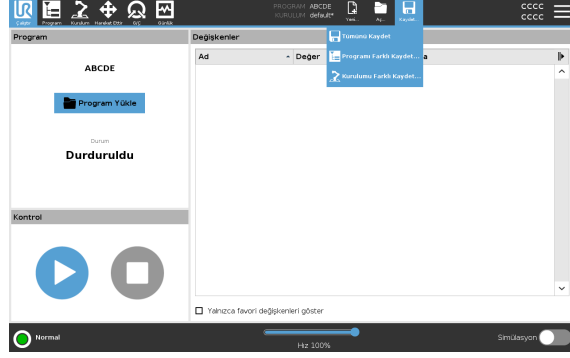 PROGRAM ABCDE
KURULUM default*
CCCC
CCCC
Çalıştır
Program
Kurulum
Hareket Ettir
G/Ç
Günlük
Yeni...
Aç...
Kaydet...
Tümünü Kaydet
Programı Farklı Kaydet...
Kurulumu Farklı Kaydet...
Program
Değişkenler
ABCDE
Program Yükle
Durum
Durduruldu
Ad
Değer
a
Kontrol
Yalnızca favori değişkenleri göster
Normal
Hız 100%
Simülasyon